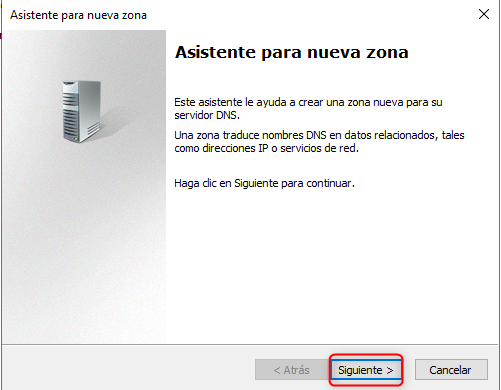 Asistente para nueva zona
Asistente para nueva zona
Este asistente le ayuda a crear una zona nueva para su
servidor DNS.
Una zona traduce nombres DNS en datos relacionados, tales
como direcciones IP o servicios de red.
Haga clic en Siguiente para continuar.
< Atrás
Siguiente >
Cancelar